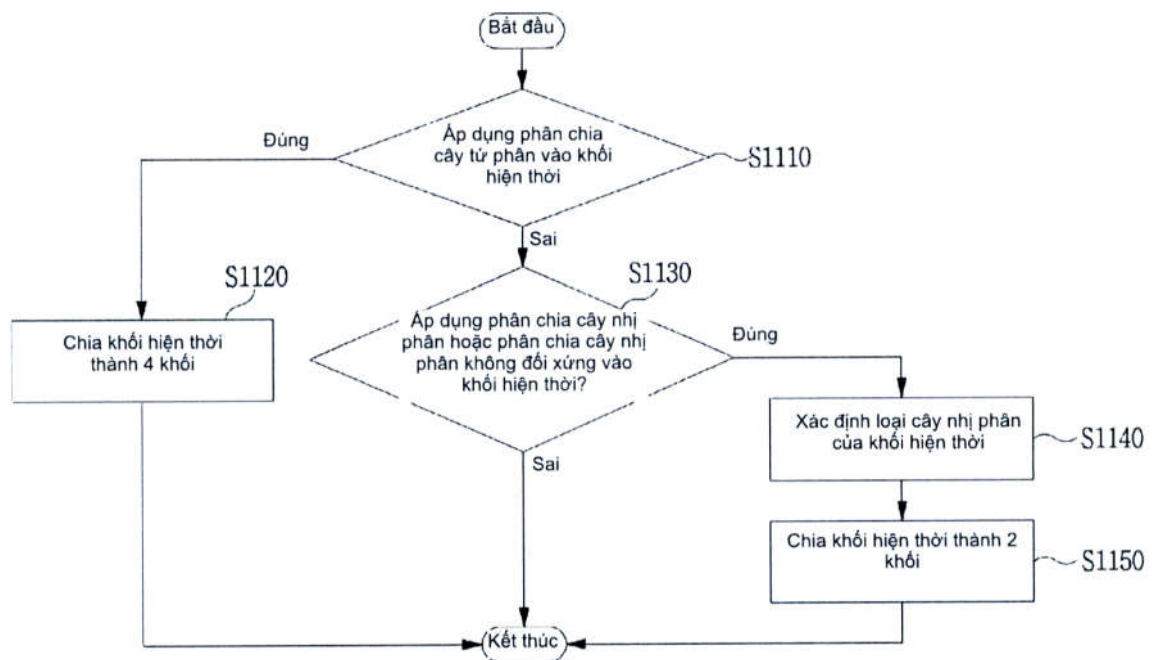 Bắt đầu
Áp dụng phân chia
cây tứ phân vào khối
hiện thời
Đúng
S1110
Sai
S1120
S1130
Chia khối hiện thời
thành 4 khối
Áp dụng phân chia cây nhị
phân hoặc phân chia cây nhị
phân không đối xứng vào
khối hiện thời?
Đúng
Xác định loại cây nhị phân
của khối hiện thời
S1140
Sai
Chia khối hiện thời thành 2
khối
S1150
Kết thúc